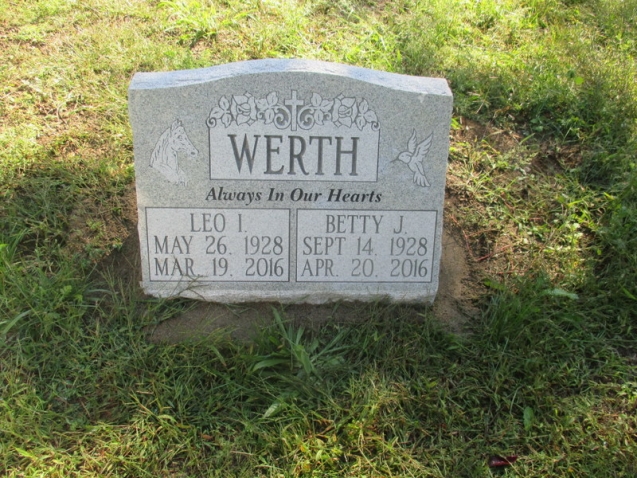 WERTH
Always In Our Hearts
LEO I.
MAY 26, 1928
MAR. 19, 2016
BETTY J.
SEPT 14, 1928
APR. 20, 2016